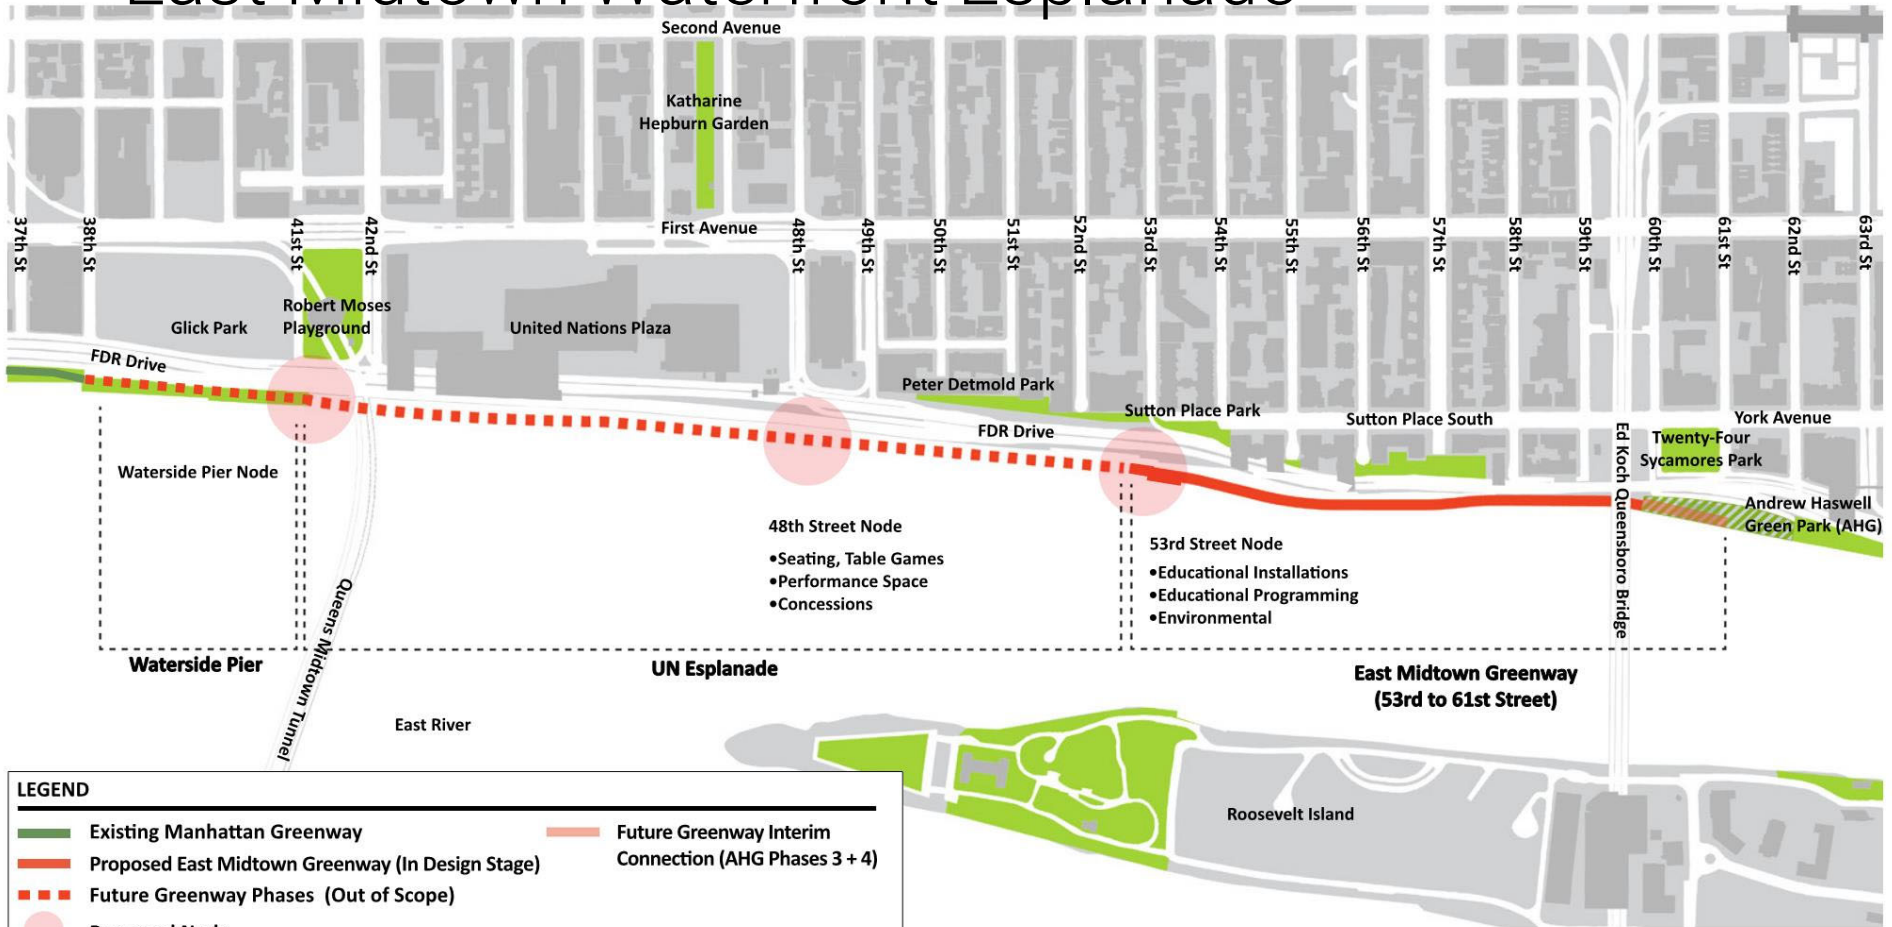 East Midtown Waterfront Esplanade
Second Avenue
Katharine
Hepburn Garden
First Avenue
37th St
38th St
41st St
42nd St
48th St
49th St
50th St
51st St
52nd St
53rd St
54th St
55th St
56th St
57th St
58th St
59th St
60th St
61st St
62nd St
63rd St
Robert Moses
Playground
Glick Park
United Nations Plaza
FDR Drive
Peter Detmold Park
Sutton Place Park
Sutton Place South
York Avenue
FDR Drive
Twenty-Four
Sycamores Park
Ed Koch Queensboro Bridge
Andrew Haswell
Green Park (AHG)
Waterside Pier Node
48th Street Node
•Seating, Table Games
•Performance Space
•Concessions
53rd Street Node
•Educational Installations
•Educational Programming
•Environmental
Queens Midtown Tunnel
Waterside Pier
UN Esplanade
East Midtown Greenway
(53rd to 61st Street)
East River
Roosevelt Island
LEGEND
Existing Manhattan Greenway
Proposed East Midtown Greenway (In Design Stage)
Future Greenway Phases (Out of Scope)
Future Greenway Interim
Connection (AHG Phases 3 + 4)